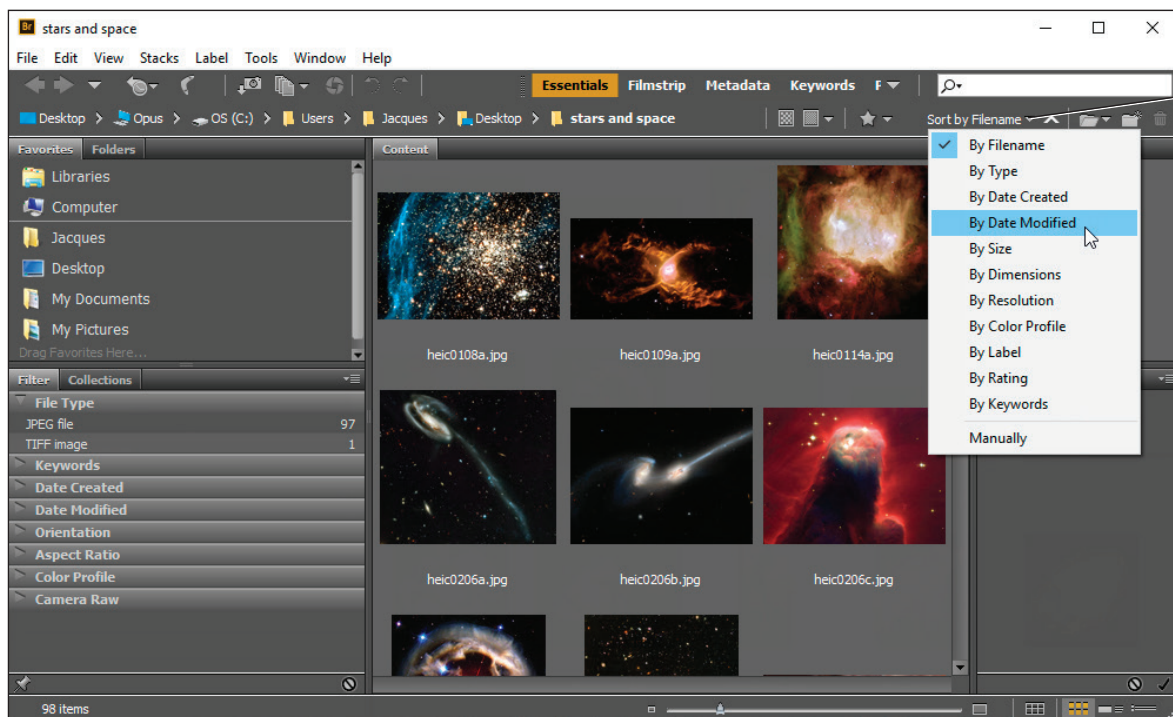 Br stars and space
File Edit View Stacks Label Tools Window Help
Essentials Filmstrip Metadata Keywords F
Desktop > Opus > OS (C:) > Users > Jacques > Desktop > stars and space
Sort by Filename
Favorites Folders
Libraries
Computer
Jacques
Desktop
My Documents
My Pictures
Drag Favorites Here...
Filter Collections
File Type
JPEG file 97
TIFF image 1
Keywords
Date Created
Date Modified
Orientation
Aspect Ratio
Color Profile
Camera Raw
98 items
Content
heic0108a.jpg heic0109a.jpg heic0114a.jpg
heic0206a.jpg heic0206b.jpg heic0206c.jpg
By Filename
By Type
By Date Created
By Date Modified
By Size
By Dimensions
By Resolution
By Color Profile
By Label
By Rating
By Keywords
Manually